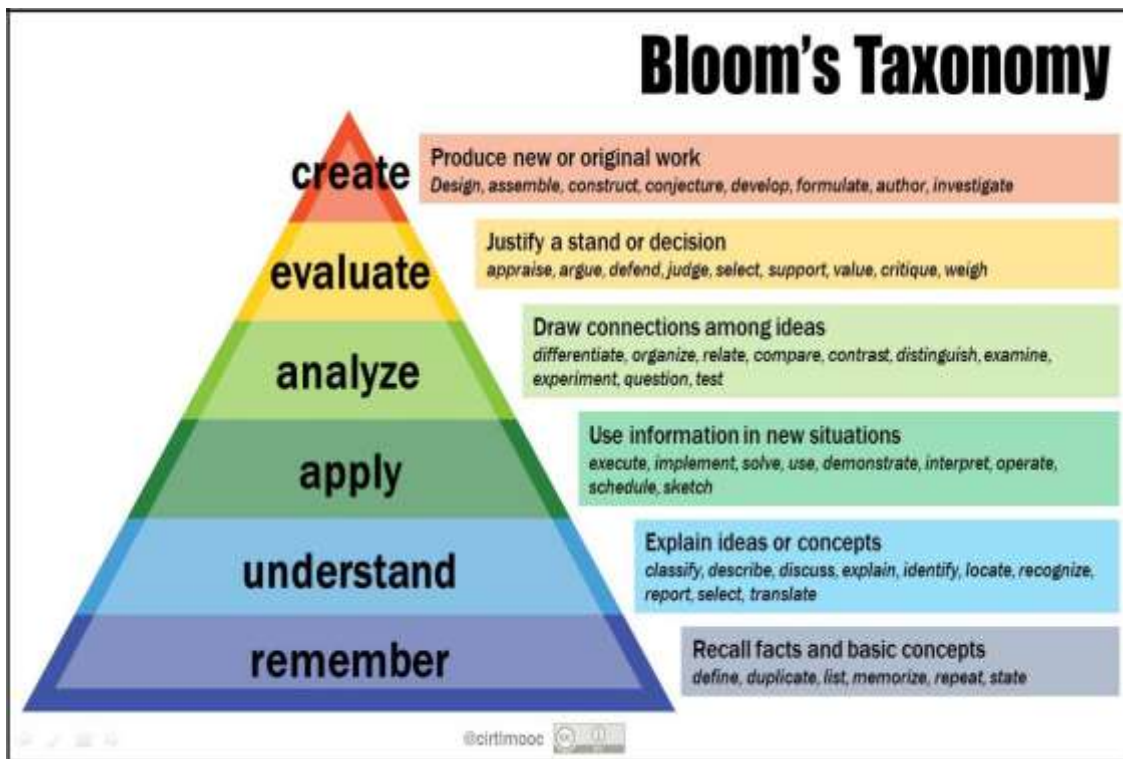 Bloom's Taxonomy
create
Produce new or original work
Design, assemble, construct, conjecture, develop, formulate, author, investigate
evaluate
Justify a stand or decision
appraise, argue, defend, judge, select, support, value, critique, weigh
analyze
Draw connections among ideas
differentiate, organize, relate, compare, contrast, distinguish, examine,
experiment, question, test
apply
Use information in new situations
execute, implement, solve, use, demonstrate, interpret, operate,
schedule, sketch
understand
Explain ideas or concepts
classify, describe, discuss, explain, identify, locate, recognize,
report, select, translate
remember
Recall facts and basic concepts
define, duplicate, list, memorize, repeat, state
@cirtlmooc